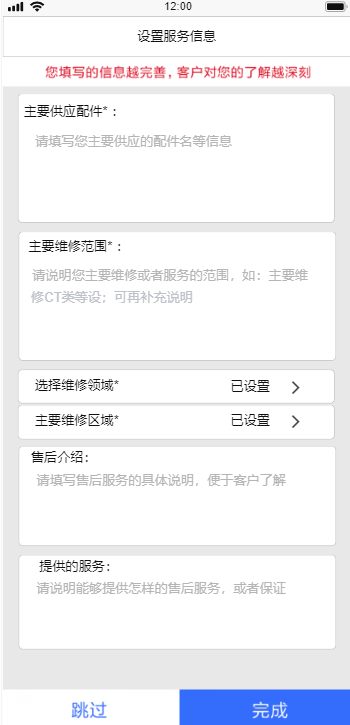 12:00
设置服务信息
您填写的信息越完善，客户对您的了解越深刻
主要供应配件*：
请填写您主要供应的配件名等信息
主要维修范围*：
请说明您主要维修或者服务的范围，如：主要维
修CT类等设；可再补充说明
选择维修领域* 已设置
主要维修区域* 已设置
售后介绍：
请填写售后服务的具体说明，便于客户了解
提供的服务：
请说明能够提供怎样的售后服务，或者保证
跳过 完成